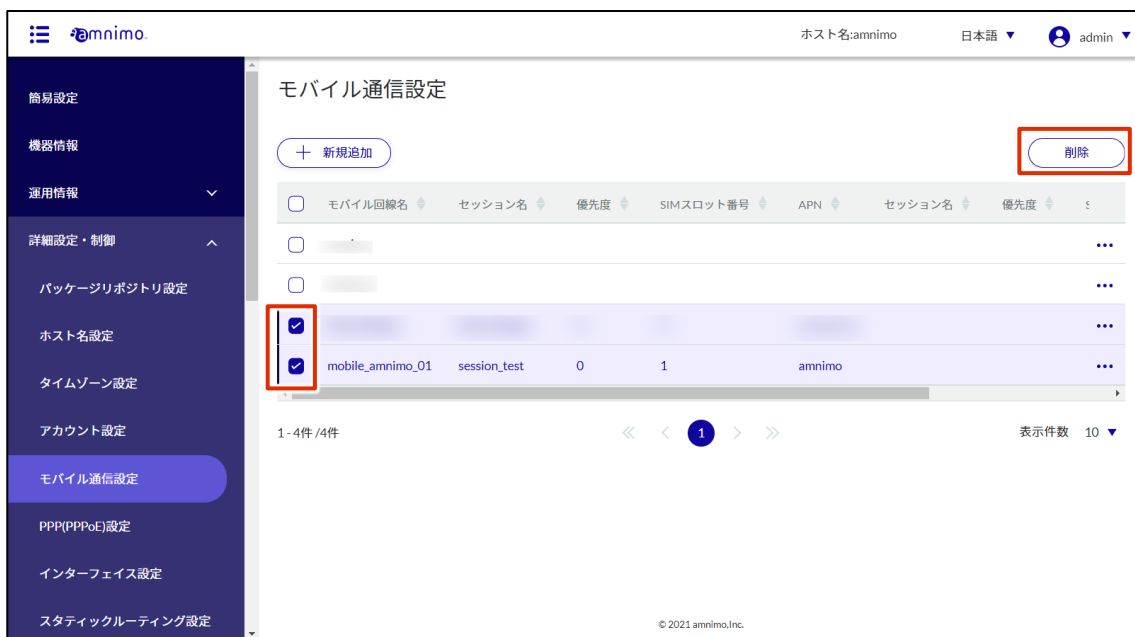 amnimo.
ホスト名:amnimo
日本語 ▼
admin ▼
簡易設定
機器情報
運用情報
詳細設定・制御
パッケージリポジトリ設定
ホスト名設定
タイムゾーン設定
アカウント設定
モバイル通信設定
PPP(PPPoE)設定
インターフェイス設定
スタティックルーティング設定
モバイル通信設定
+ 新規追加
削除
モバイル回線名 セッション名 優先度 SIMスロット番号 APN セッション名 優先度
mobile_amnimo_01 session_test 0 1 amnimo
1 - 4件 /4件
1
表示件数 10 ▼
© 2021 amnimo,Inc.